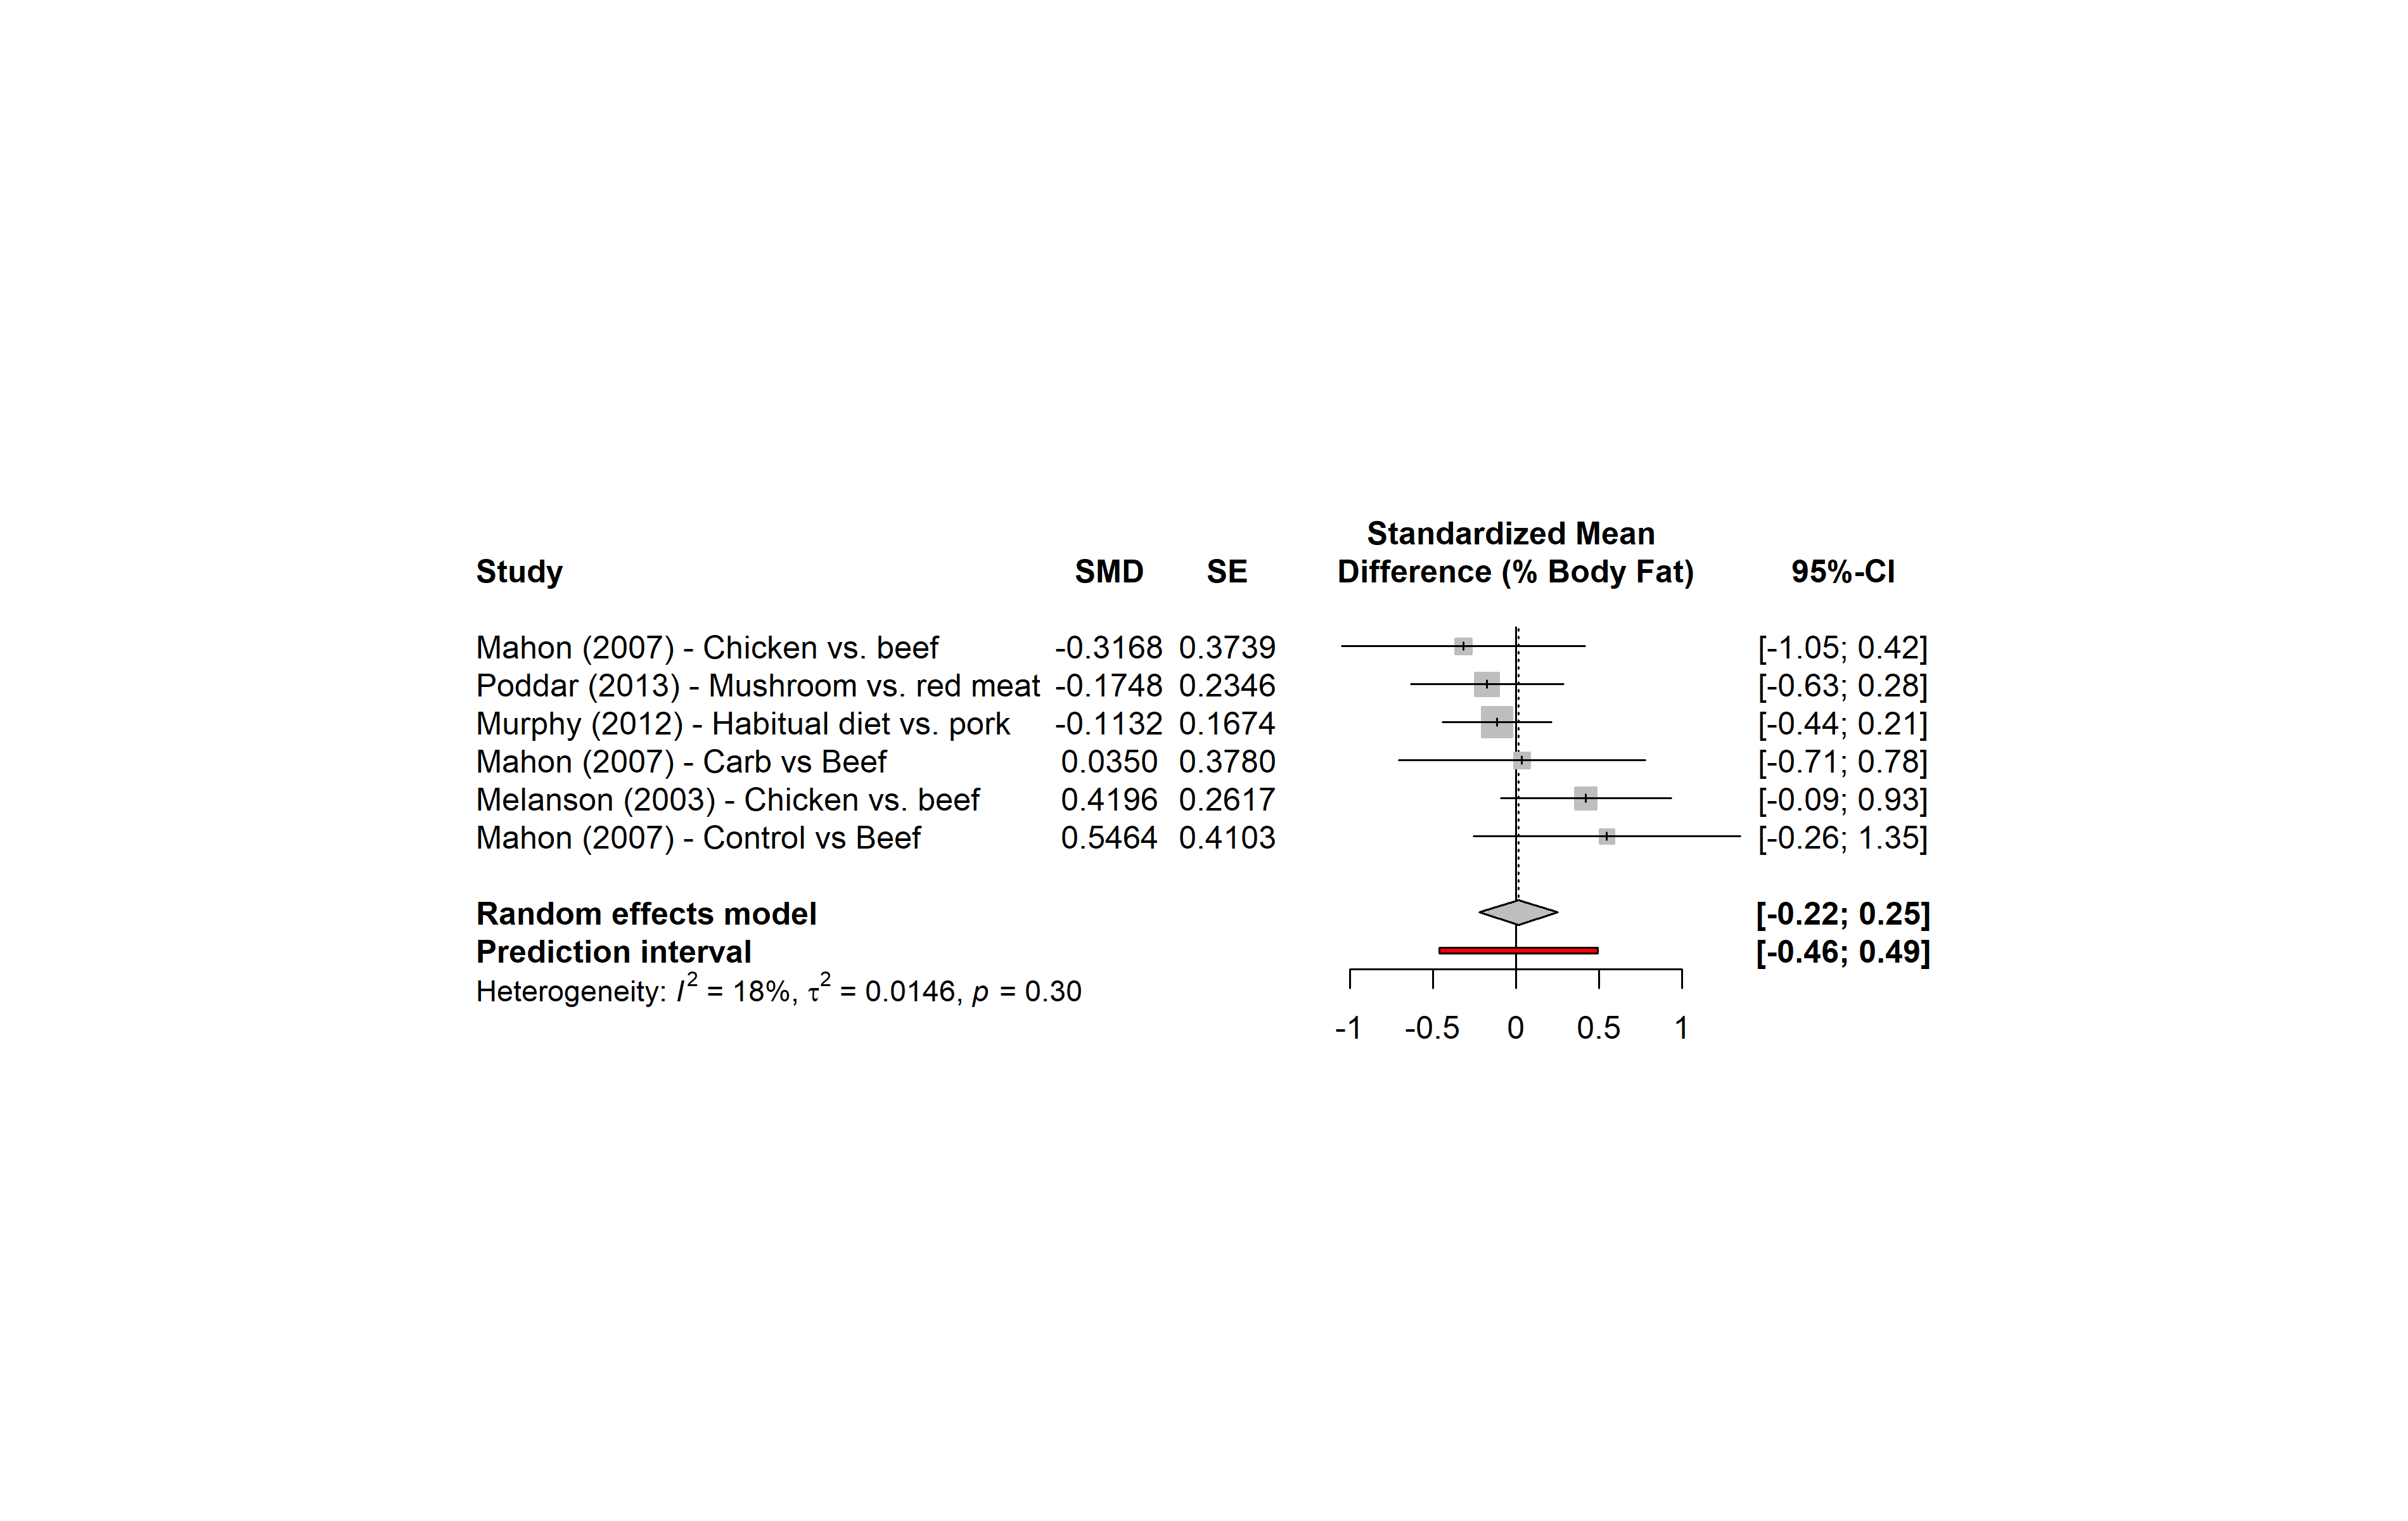 Standardized Mean
Study SMD SE Difference (% Body Fat) 95%-CI
Mahon (2007) - Chicken vs. beef -0.3168 0.3739 [-1.05; 0.42]
Poddar (2013) - Mushroom vs. red meat -0.1748 0.2346 [-0.63; 0.28]
Murphy (2012) - Habitual diet vs. pork -0.1132 0.1674 [-0.44; 0.21]
Mahon (2007) - Carb vs Beef 0.0350 0.3780 [-0.71; 0.78]
Melanson (2003) - Chicken vs. beef 0.4196 0.2617 [-0.09; 0.93]
Mahon (2007) - Control vs Beef 0.5464 0.4103 [-0.26; 1.35]
Random effects model [-0.22; 0.25]
Prediction interval [-0.46; 0.49]
Heterogeneity: I² = 18%, τ² = 0.0146, p = 0.30
-1 -0.5 0 0.5 1